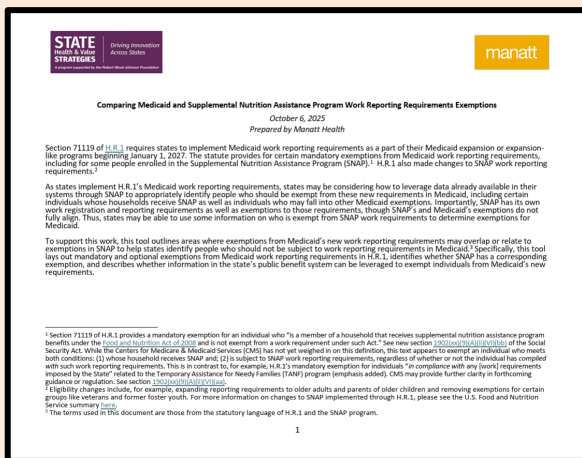 STATE
Health & Value
STRATEGIES
Driving Innovation
Across States
A program supported by the Robert Wood Johnson Foundation
manatt
Comparing Medicaid and Supplemental Nutrition Assistance Program Work Reporting Requirements Exemptions
October 6, 2025
Prepared by Manatt Health
Section 71119 of H.R.1 requires states to implement Medicaid work reporting requirements as a part of their Medicaid expansion or expansion-
like programs beginning January 1, 2027. The statute provides for certain mandatory exemptions from Medicaid work reporting requirements,
including for some people enrolled in the Supplemental Nutrition Assistance Program (SNAP).1 H.R.1 also made changes to SNAP work reporting
requirements.2
As states implement H.R.1's Medicaid work reporting requirements, states may be considering how to leverage data already available in their
systems through SNAP to appropriately identify people who should be exempt from these new requirements in Medicaid, including certain
individuals whose households receive SNAP as well as individuals who may fall into other Medicaid exemptions. Importantly, SNAP has its own
work registration and reporting requirements as well as exemptions to those requirements, though SNAP's and Medicaid's exemptions do not
fully align. Thus, states may be able to use some information on who is exempt from SNAP work requirements to determine exemptions for
Medicaid.
To support this work, this tool outlines areas where exemptions from Medicaid's new work reporting requirements may overlap or relate to
exemptions in SNAP to help states identify people who should not be subject to work reporting requirements in Medicaid.3 Specifically, this tool
lays out mandatory and optional exemptions from Medicaid work reporting requirements in H.R.1, identifies whether SNAP has a corresponding
exemption, and describes whether information in the state's public benefit system can be leveraged to exempt individuals from Medicaid's new
requirements.
1 Section 71119 of H.R.1 provides a mandatory exemption for an individual who "is a member of a household that receives supplemental nutrition assistance program
benefits under the Food and Nutrition Act of 2008 and is not exempt from a work requirement under such Act." See new section 1902(xx)(9)(A)(ii)(VI)(bb) of the Social
Security Act. While the Centers for Medicare & Medicaid Services (CMS) has not yet weighed in on this definition, this text appears to exempt an individual who meets
both conditions: (1) whose household receives SNAP and; (2) is subject to SNAP work reporting requirements, regardless of whether or not the individual has complied
with such work reporting requirements. This is in contrast to, for example, H.R.1's mandatory exemption for individuals "in compliance with any [work] requirements
imposed by the State" related to the Temporary Assistance for Needy Families (TANF) program (emphasis added). CMS may provide further clarity in forthcoming
guidance or regulation. See section 1902(xx)(9)(A)(ii)(VI)(aa).
2 Eligibility changes include, for example, expanding reporting requirements to older adults and parents of older children and removing exemptions for certain
groups like veterans and former foster youth. For more information on changes to SNAP implemented through H.R.1, please see the U.S. Food and Nutrition
Service summary here.
3 The terms used in this document are those from the statutory language of H.R.1 and the SNAP program.
1